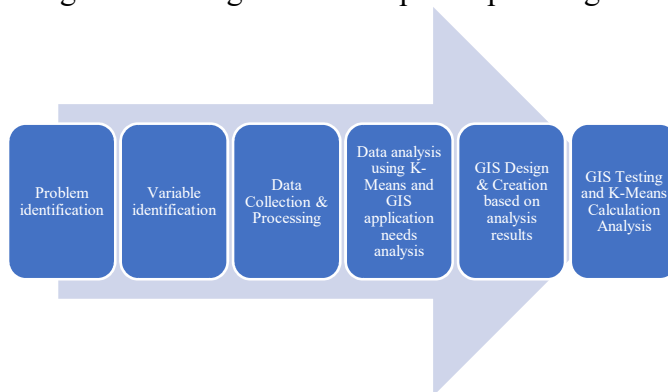 Problem
identification
Variable
identification
Data
Collection &
Processing
Data analysis
using K-
Means and
GIS
application
needs
analysis
GIS Design
& Creation
based on
analysis
results
GIS Testing
and K-Means
Calculation
Analysis